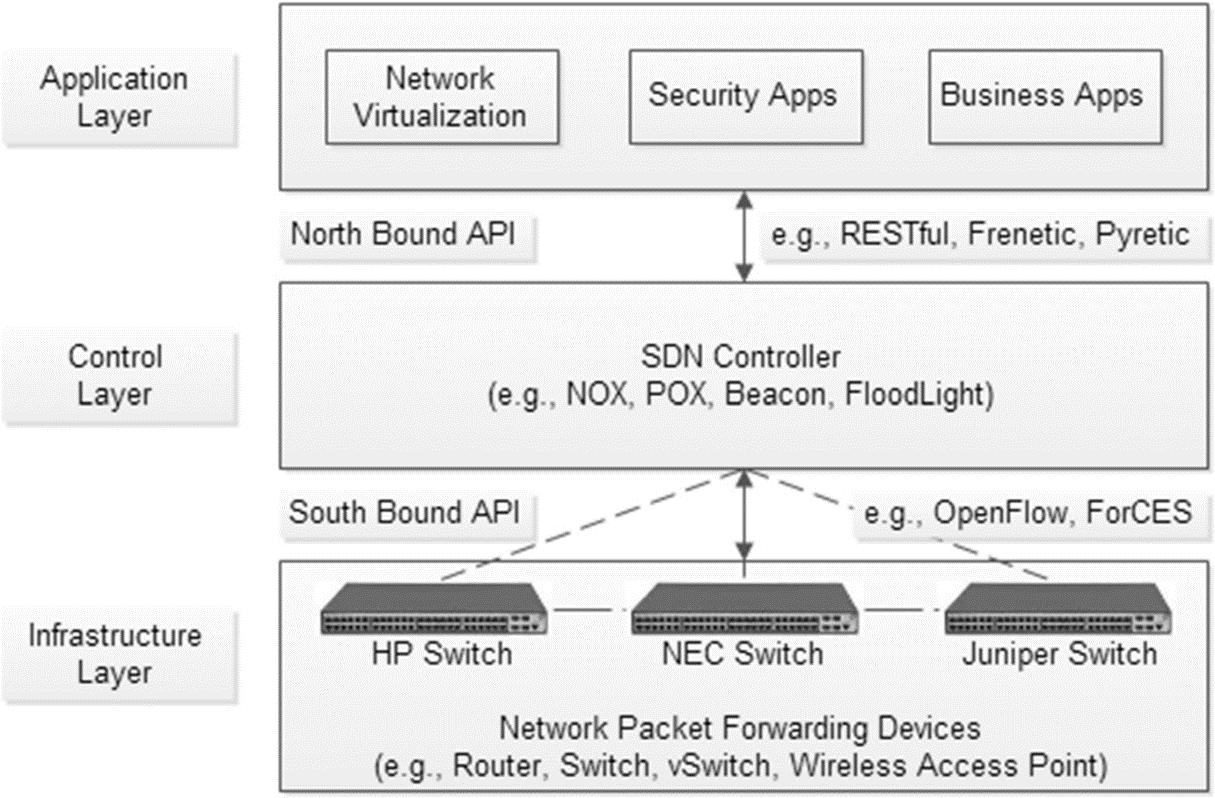 Application
Layer
Network
Virtualization
Security Apps
Business Apps
North Bound API
e.g., RESTful, Frenetic, Pyretic
Control
Layer
SDN Controller
(e.g., NOX, POX, Beacon, FloodLight)
South Bound API
e.g., OpenFlow, ForCES
Infrastructure
Layer
HP Switch
NEC Switch
Juniper Switch
Network Packet Forwarding Devices
(e.g., Router, Switch, vSwitch, Wireless Access Point)